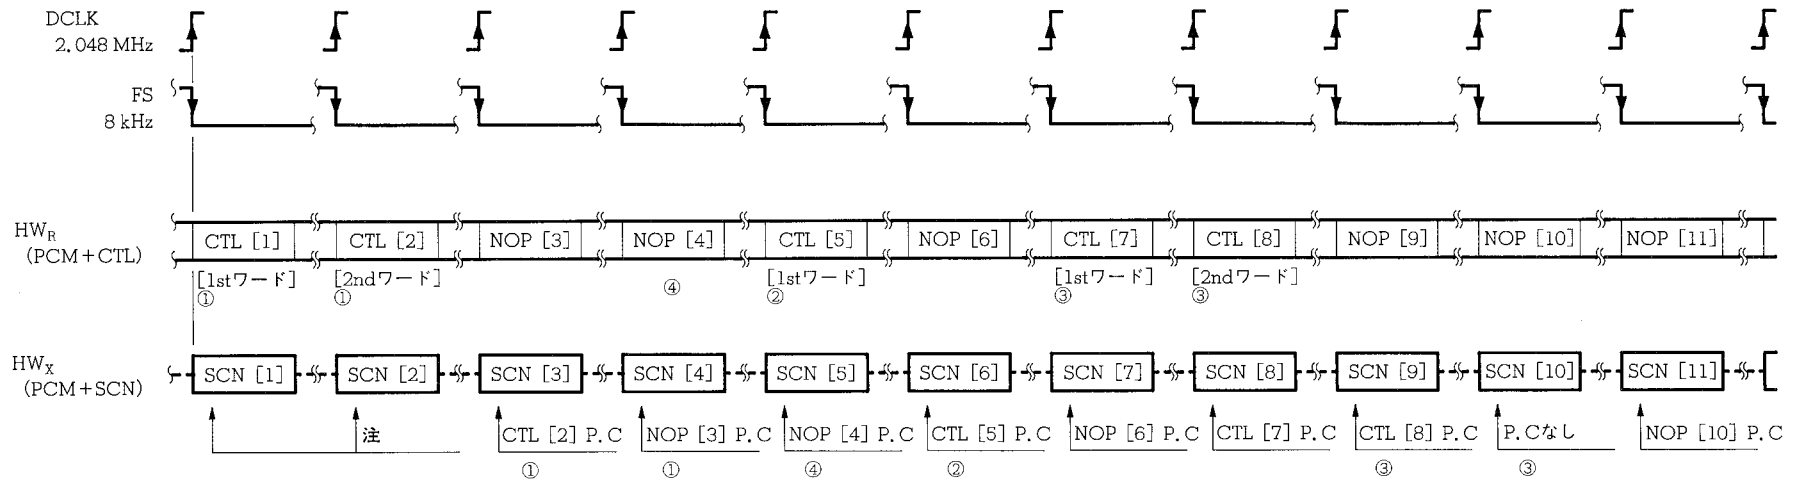 DCLK
2.048 MHz
FS
8 kHz
HWR
(PCM+CTL)
CTL [1] CTL [2] NOP [3] NOP [4] CTL [5] NOP [6] CTL [7] CTL [8] NOP [9] NOP [10] NOP [11]
[1stワード] [2ndワード] [1stワード] [1stワード] [2ndワード]
① ① ④ ② ③ ③
HWX
(PCM+SCN)
SCN [1] SCN [2] SCN [3] SCN [4] SCN [5] SCN [6] SCN [7] SCN [8] SCN [9] SCN [10] SCN [11]
注 CTL [2] P.C NOP [3] P.C NOP [4] P.C CTL [5] P.C NOP [6] P.C CTL [7] P.C CTL [8] P.C P.Cなし NOP [10] P.C
① ① ④ ② ③ ③